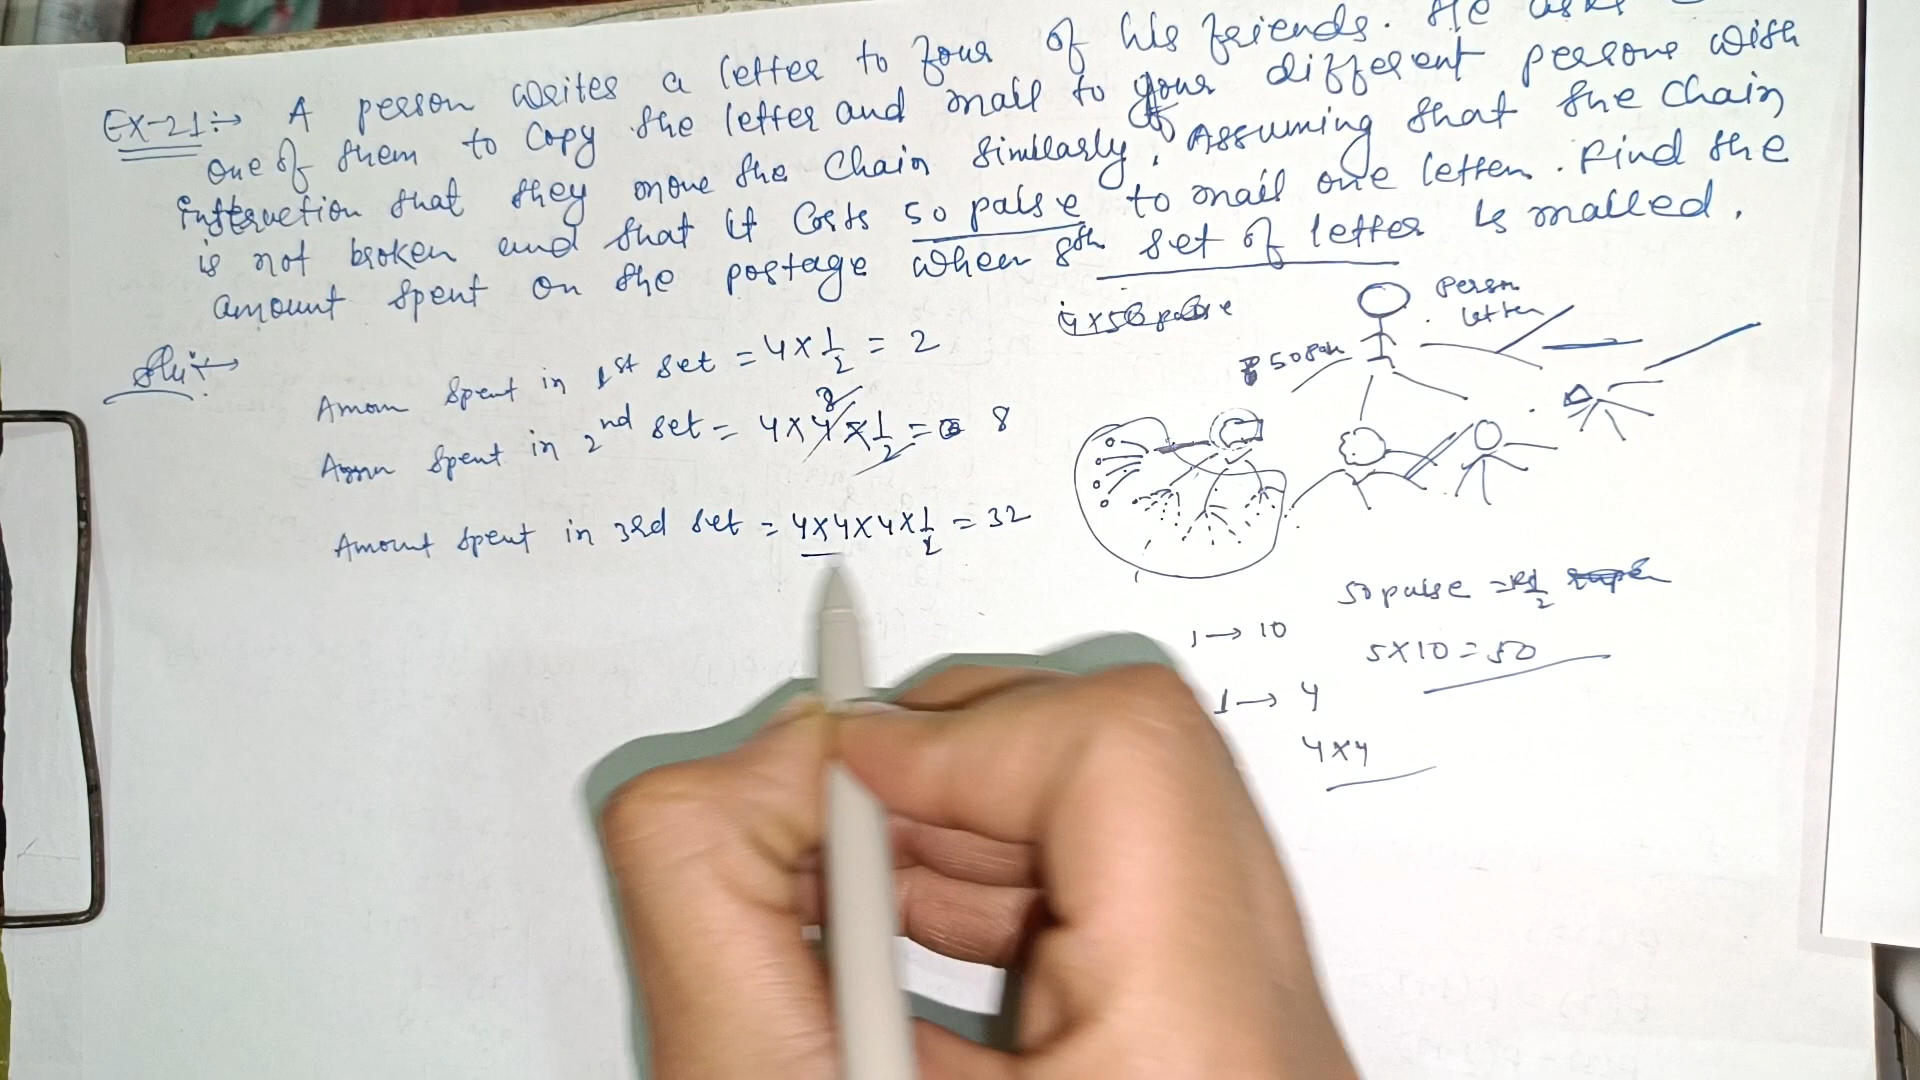 Ex-21:→ A person writes a letter to four of his friends. He asks
one of them to copy the letter and mail to four different persons with
instruction that they move the chain similarly. Assuming that the chain
is not broken and that it costs 50 paise to mail one letter. Find the
amount spent on the postage when 8th set of letter is mailed.
Slu:→
Amoun spent in 1st set = 4 × 1/2 = 2
spent in 2nd set = 4 × 4 × 1/2 = 8
Amount spent in 3rd set = 4×4×4×1/2 = 32
4×50
Person
letter
50
50 paise = 1/2
1 → 10
5×10 = 50
1 → 4
4×4